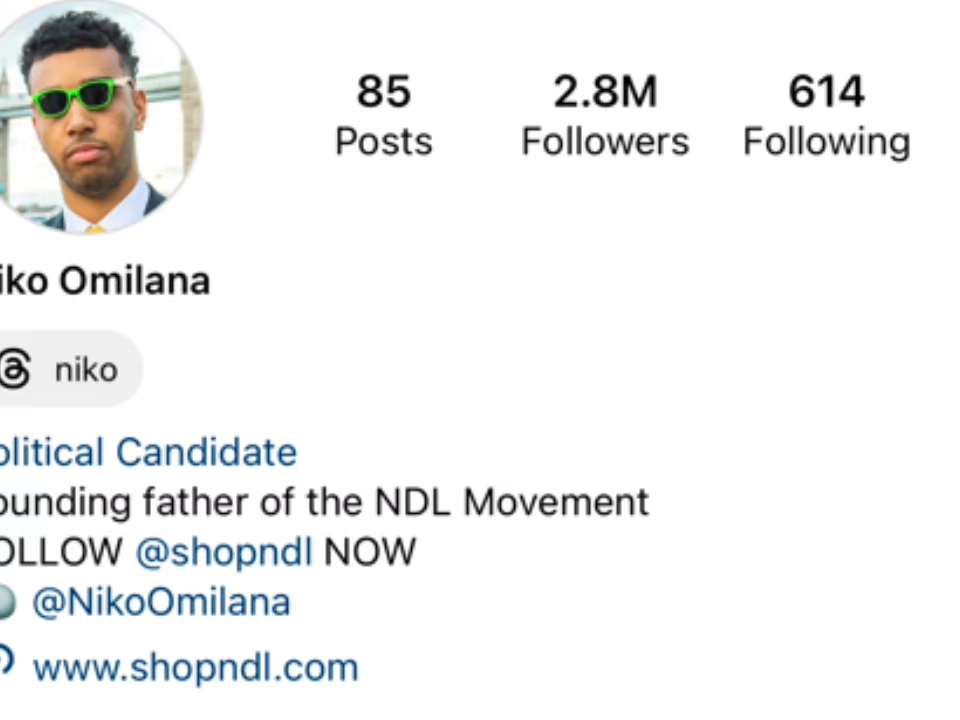 85 2.8M 614
Posts Followers Following
iko Omilana
niko
olitical Candidate
ounding father of the NDL Movement
OLLOW @shopndl NOW
@NikoOmilana
www.shopndl.com